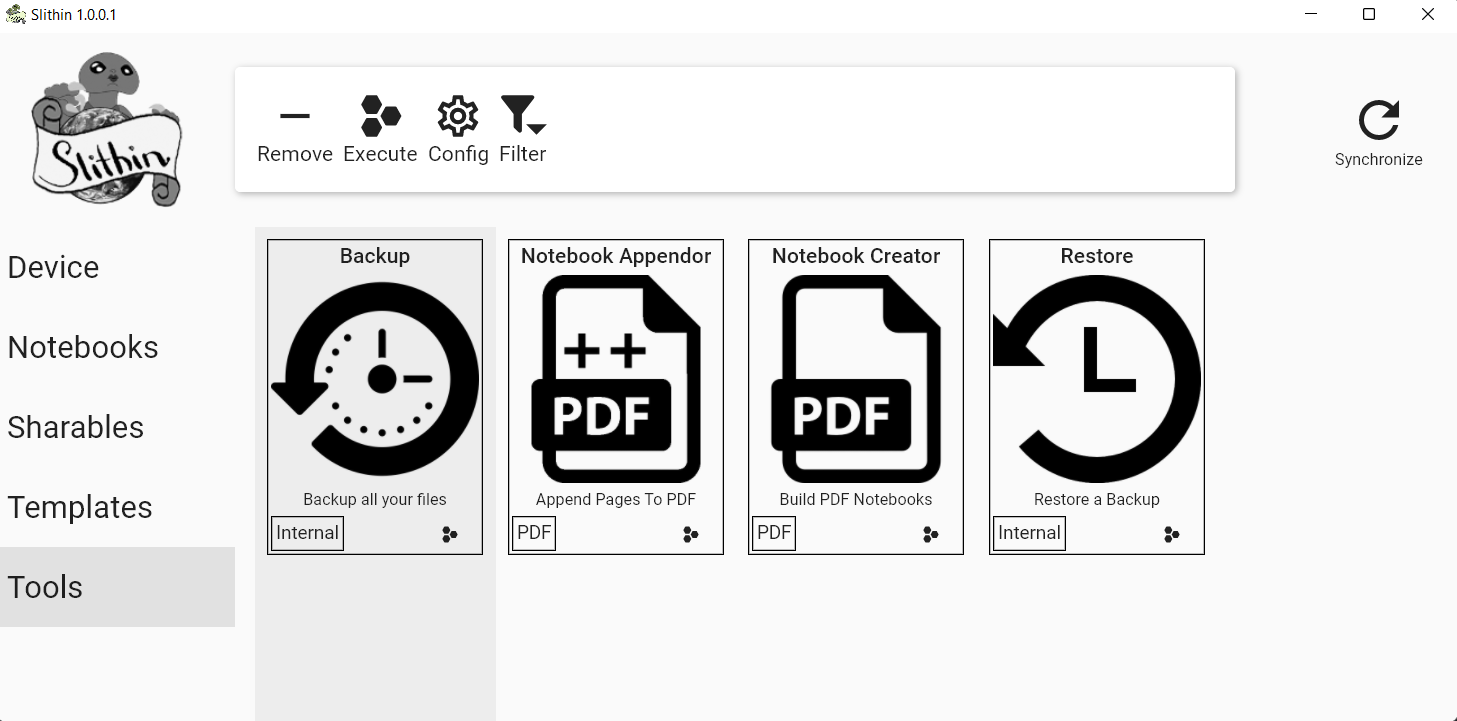 Slithin 1.0.0.1
Slithin
Remove Execute Config Filter
Synchronize
Device
Notebooks
Sharables
Templates
Tools
Backup
Backup all your files
Internal
Notebook Appendor
++
PDF
Append Pages To PDF
PDF
Notebook Creator
PDF
Build PDF Notebooks
PDF
Restore
Restore a Backup
Internal